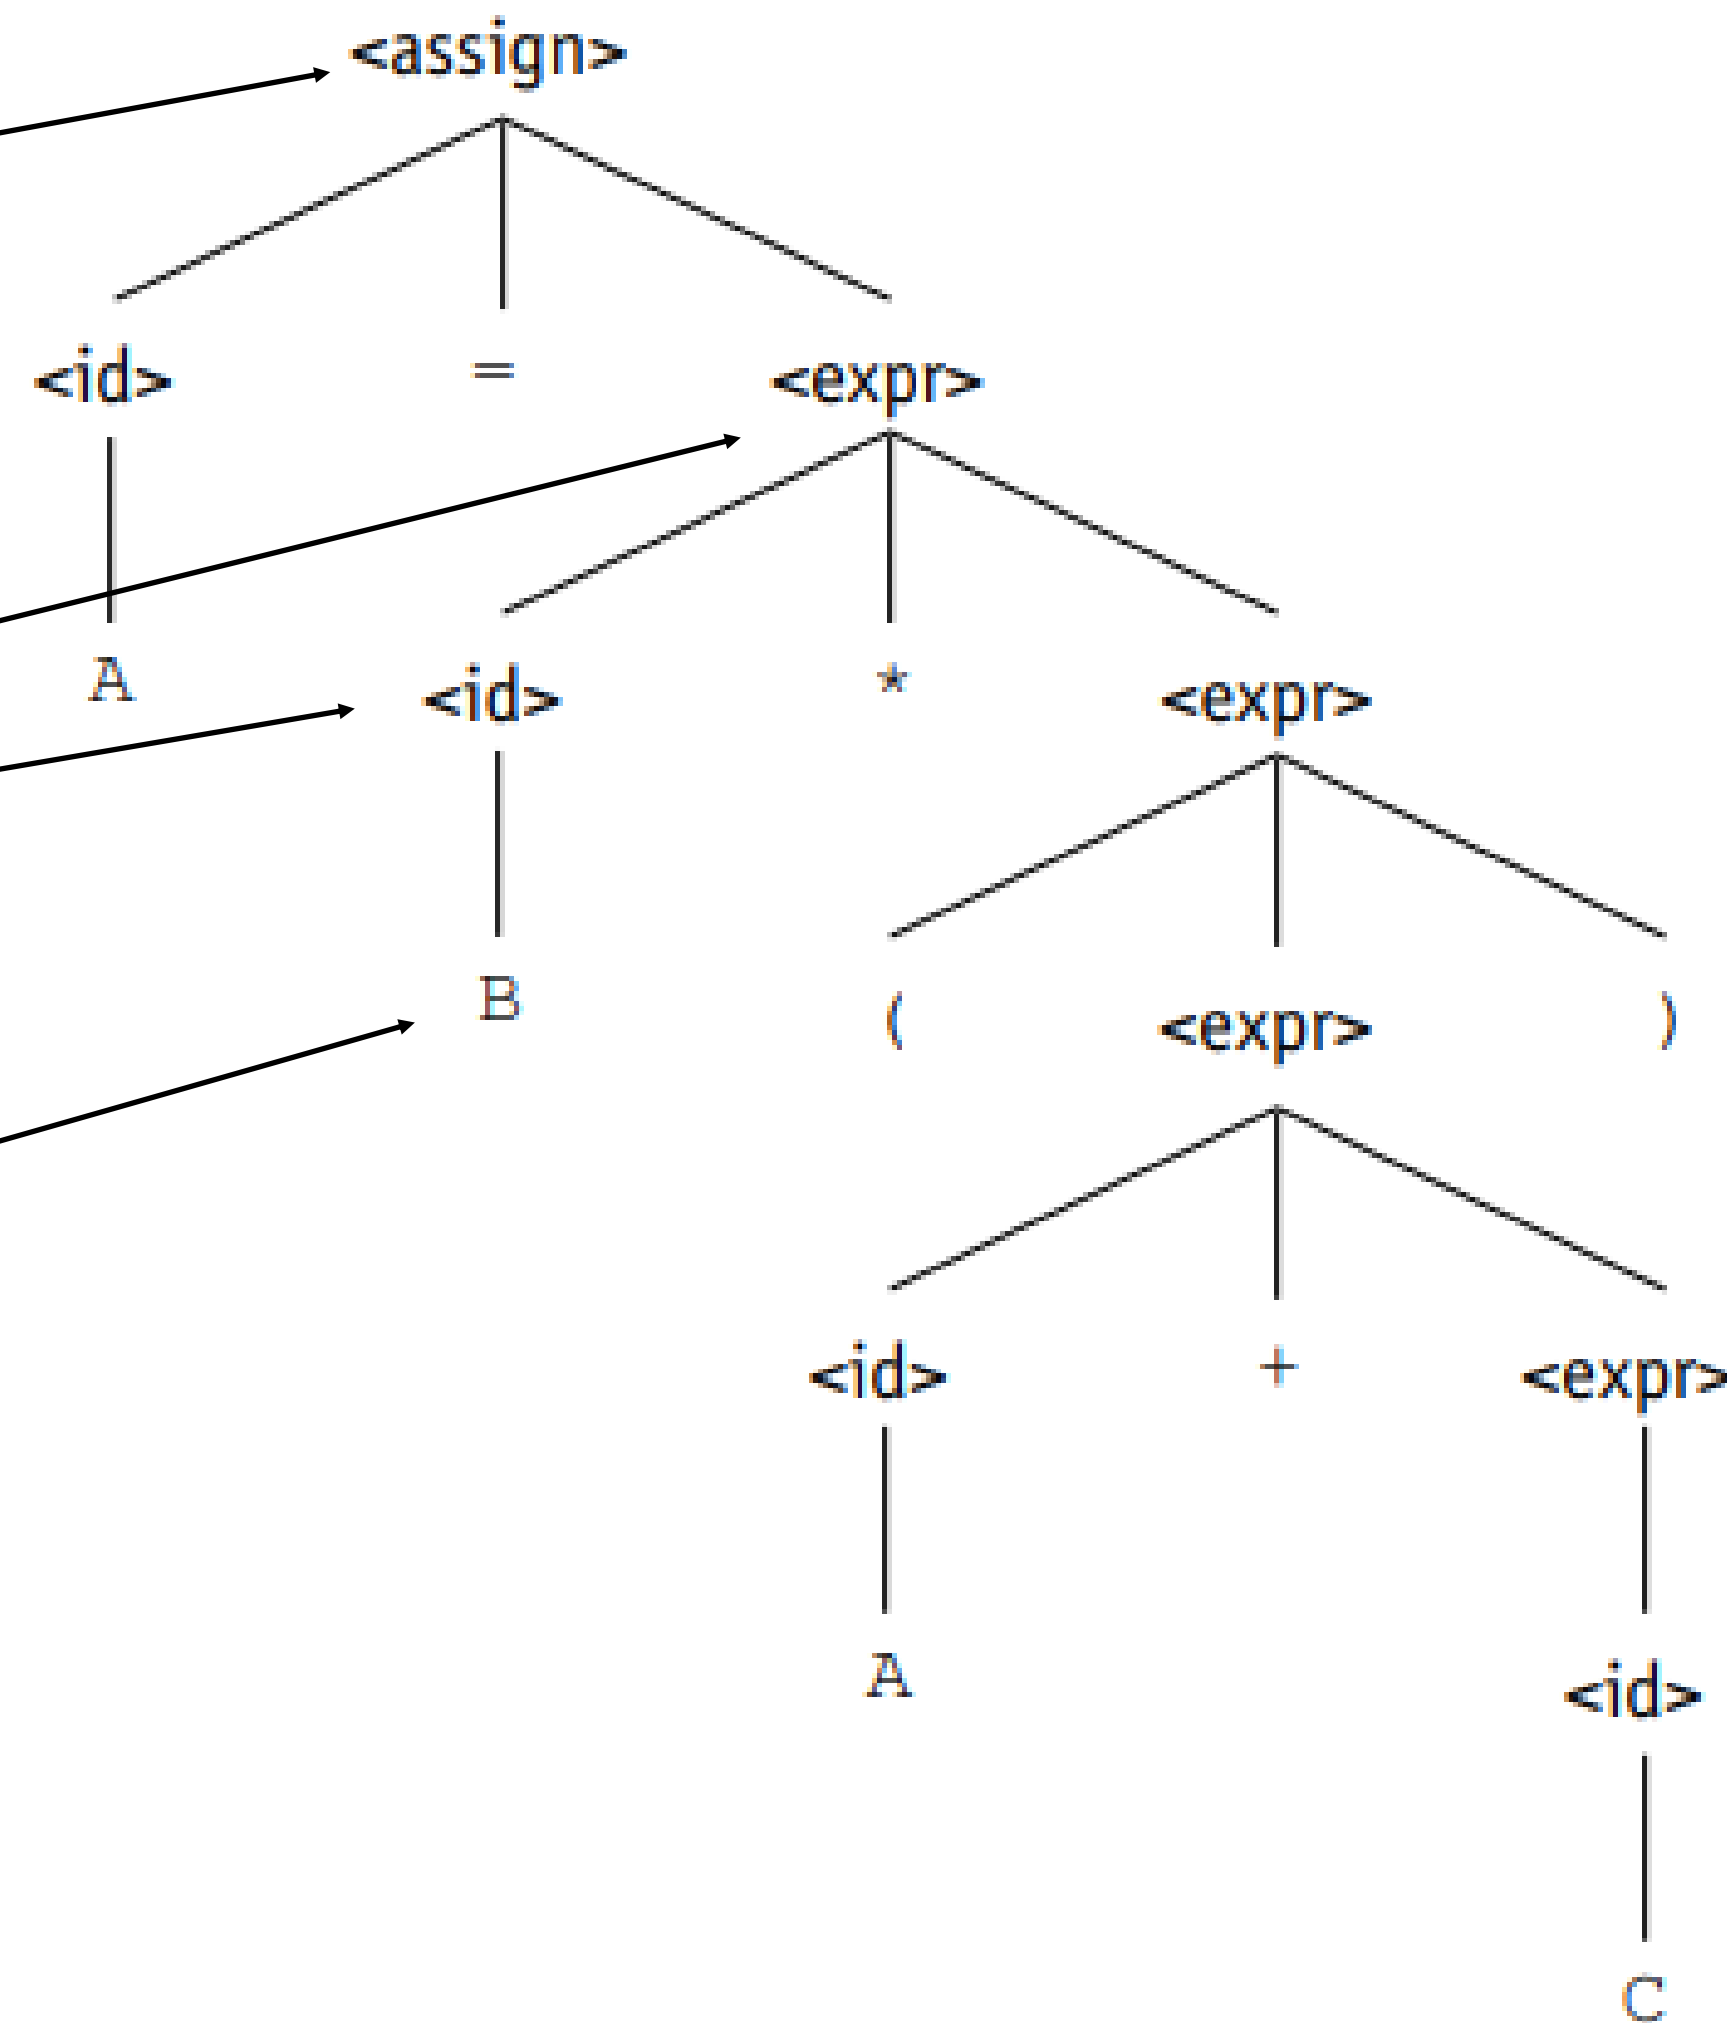 <assign>
<id> = <expr>
A <id> * <expr>
B ( <expr> )
<id> + <expr>
A <id>
C